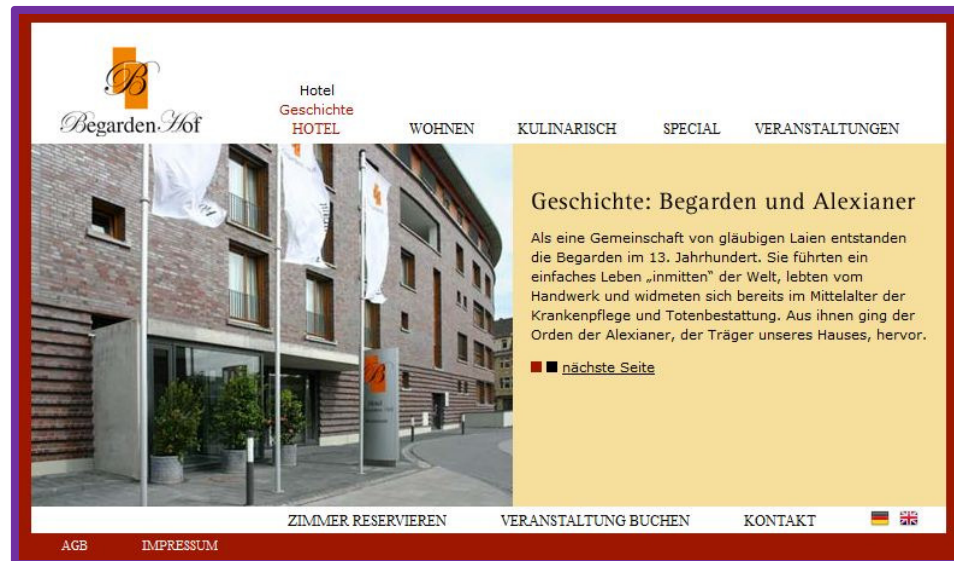 B
Begarden Hof
Hotel
Geschichte
HOTEL WOHNEN KULINARISCH SPECIAL VERANSTALTUNGEN
Geschichte: Begarden und Alexianer
Als eine Gemeinschaft von gläubigen Laien entstanden
die Begarden im 13. Jahrhundert. Sie führten ein
einfaches Leben „inmitten“ der Welt, lebten vom
Handwerk und widmeten sich bereits im Mittelalter der
Krankenpflege und Totenbestattung. Aus ihnen ging der
Orden der Alexianer, der Träger unseres Hauses, hervor.
nächste Seite
B
ZIMMER RESERVIEREN VERANSTALTUNG BUCHEN KONTAKT
AGB IMPRESSUM